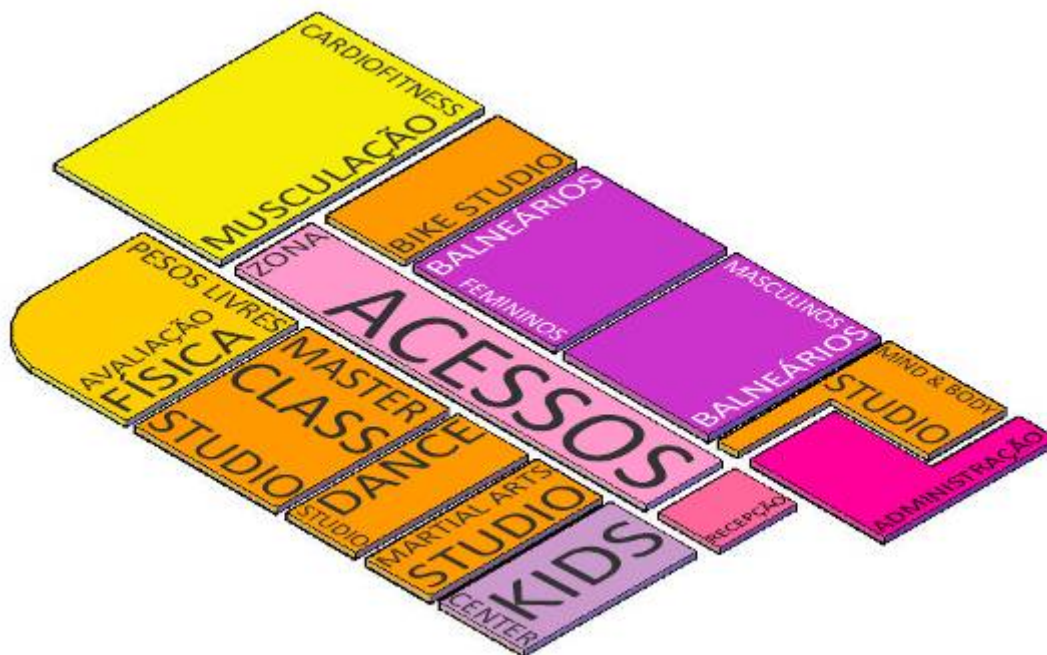 CARDIOFITNESS
MUSCULAÇÃO
BIKE STUDIO
BALNEÁRIOS
FEMININOS
MASCULINOS
BALNEÁRIOS
MIND & BODY
STUDIO
ADMINISTRAÇÃO
ZONA
ACESSOS
RECEPÇÃO
PESOS LIVRES
AVALIAÇÃO
FÍSICA
MASTER
CLASS
STUDIO
DANCE
STUDIO
MARTIAL ARTS
STUDIO
KIDS
CENTER